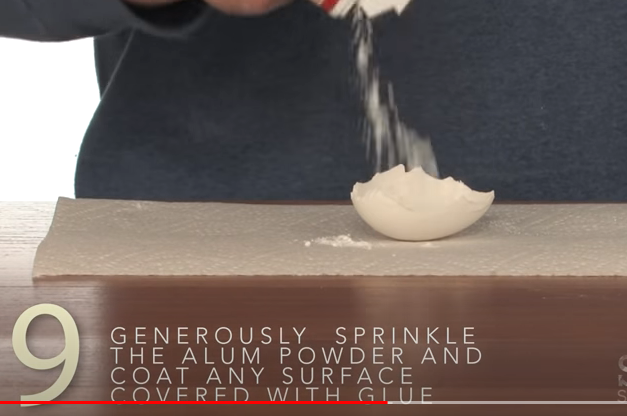 9
GENEROUSLY SPRINKLE
THE ALUM POWDER AND
COAT ANY SURFACE
COVERED WITH GLUE